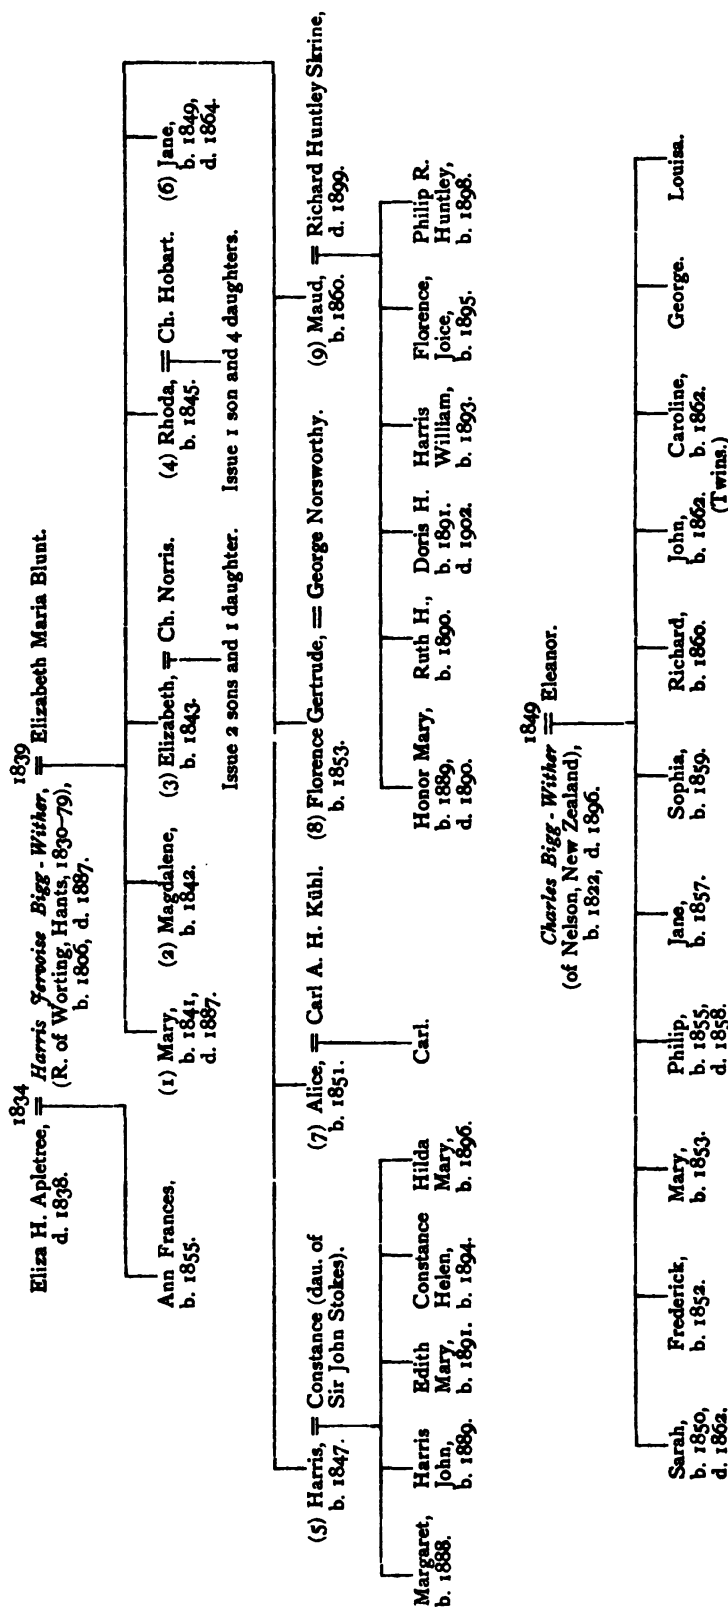 1834
1839
Eliza H. Apletree, = Harris Jervoise Bigg-Wither, = Elizabeth Maria Blunt.
d. 1838.
(R. of Worting, Hants, 1830-79),
b. 1806, d. 1887.
Ann Frances,
b. 1855.
(1) Mary,
b. 1841,
d. 1887.
(2) Magdalene,
b. 1842.
(3) Elizabeth, = Ch. Norris.
b. 1843.
Issue 2 sons and 1 daughter.
(4) Rhoda, = Ch. Hobart.
b. 1845.
Issue 1 son and 4 daughters.
(6) Jane,
b. 1849,
d. 1864.
(5) Harris, = Constance (dau. of
b. 1847.
Sir John Stokes).
(7) Alice, = Carl A. H. Kühl.
b. 1851.
(8) Florence Gertrude, = George Norsworthy.
b. 1853.
(9) Maud, = Richard Huntley Skrine,
b. 1860.
d. 1899.
Margaret,
b. 1888.
Harris
John,
b. 1889.
Edith
Mary,
b. 1891.
Constance
Helen,
b. 1894.
Hilda
Mary,
b. 1896.
Carl.
Honor Mary,
b. 1889,
d. 1890.
Ruth H.,
b. 1890.
Doris H.
b. 1891.
d. 1902.
Harris
William,
b. 1893.
Florence,
Joice,
b. 1895.
Philip R.
Huntley,
b. 1898.
1849
Charles Bigg-Wither = Eleanor.
(of Nelson, New Zealand),
b. 1822, d. 1896.
Sarah,
b. 1850,
d. 1862.
Frederick,
b. 1852.
Mary,
b. 1853.
Philip,
b. 1855,
d. 1858.
Jane,
b. 1857.
Sophia,
b. 1859.
Richard,
b. 1860.
John,
b. 1862.
Caroline,
b. 1862.
(Twins.)
George.
Louisa.